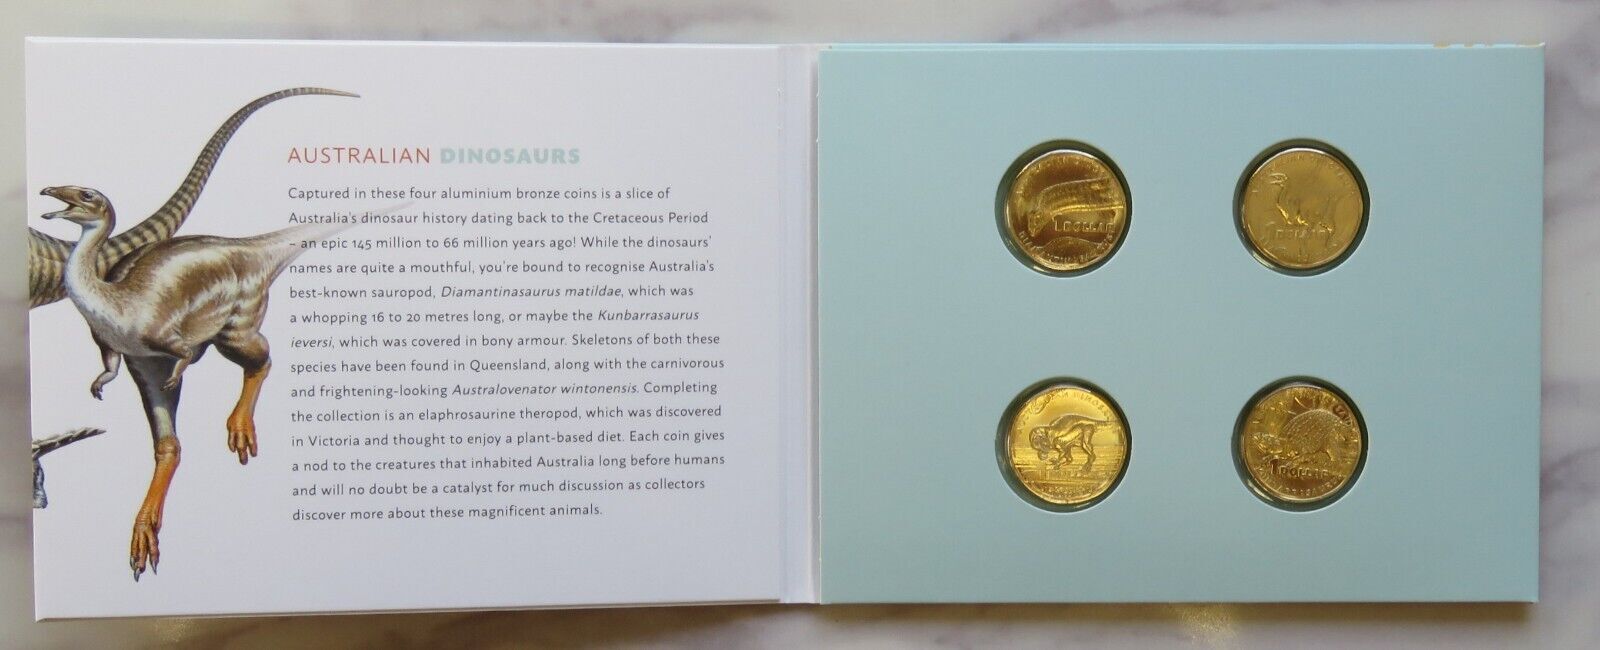 AUSTRALIAN DINOSAURS
Captured in these four aluminium bronze coins is a slice of
Australia's dinosaur history dating back to the Cretaceous Period
– an epic 145 million to 66 million years ago! While the dinosaurs'
names are quite a mouthful, you're bound to recognise Australia's
best-known sauropod, Diamantinasaurus matildae, which was
a whopping 16 to 20 metres long, or maybe the Kunbarrasaurus
ieversi, which was covered in bony armour. Skeletons of both these
species have been found in Queensland, along with the carnivorous
and frightening-looking Australovenator wintonensis. Completing
the collection is an elaphrosaurine theropod, which was discovered
in Victoria and thought to enjoy a plant-based diet. Each coin gives
a nod to the creatures that inhabited Australia long before humans
and will no doubt be a catalyst for much discussion as collectors
discover more about these magnificent animals.
1 DOLLAR
DOLLAR
1 DOLLAR